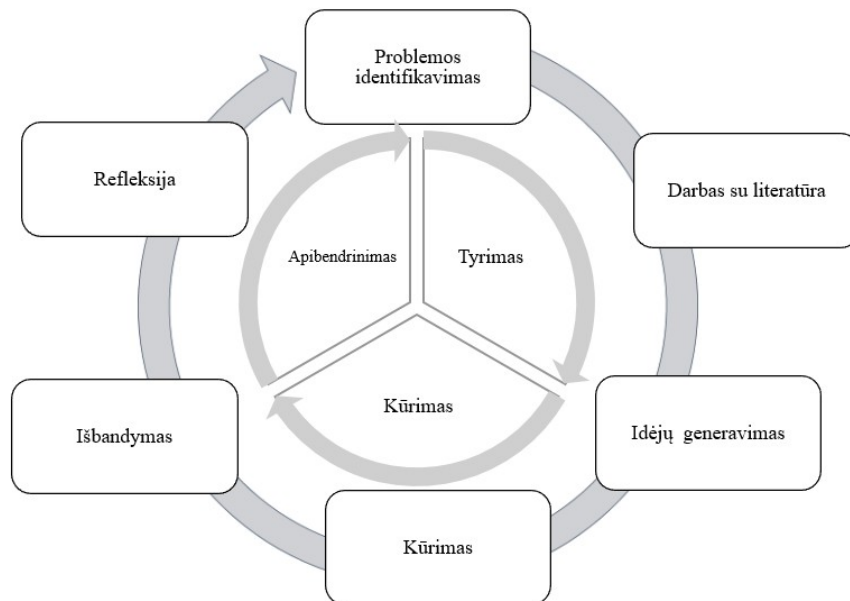 Problemos
identifikavimas
Refleksija
Darbas su literatūra
Apibendrinimas
Tyrimas
Kūrimas
Išbandymas
Idėjų generavimas
Kūrimas